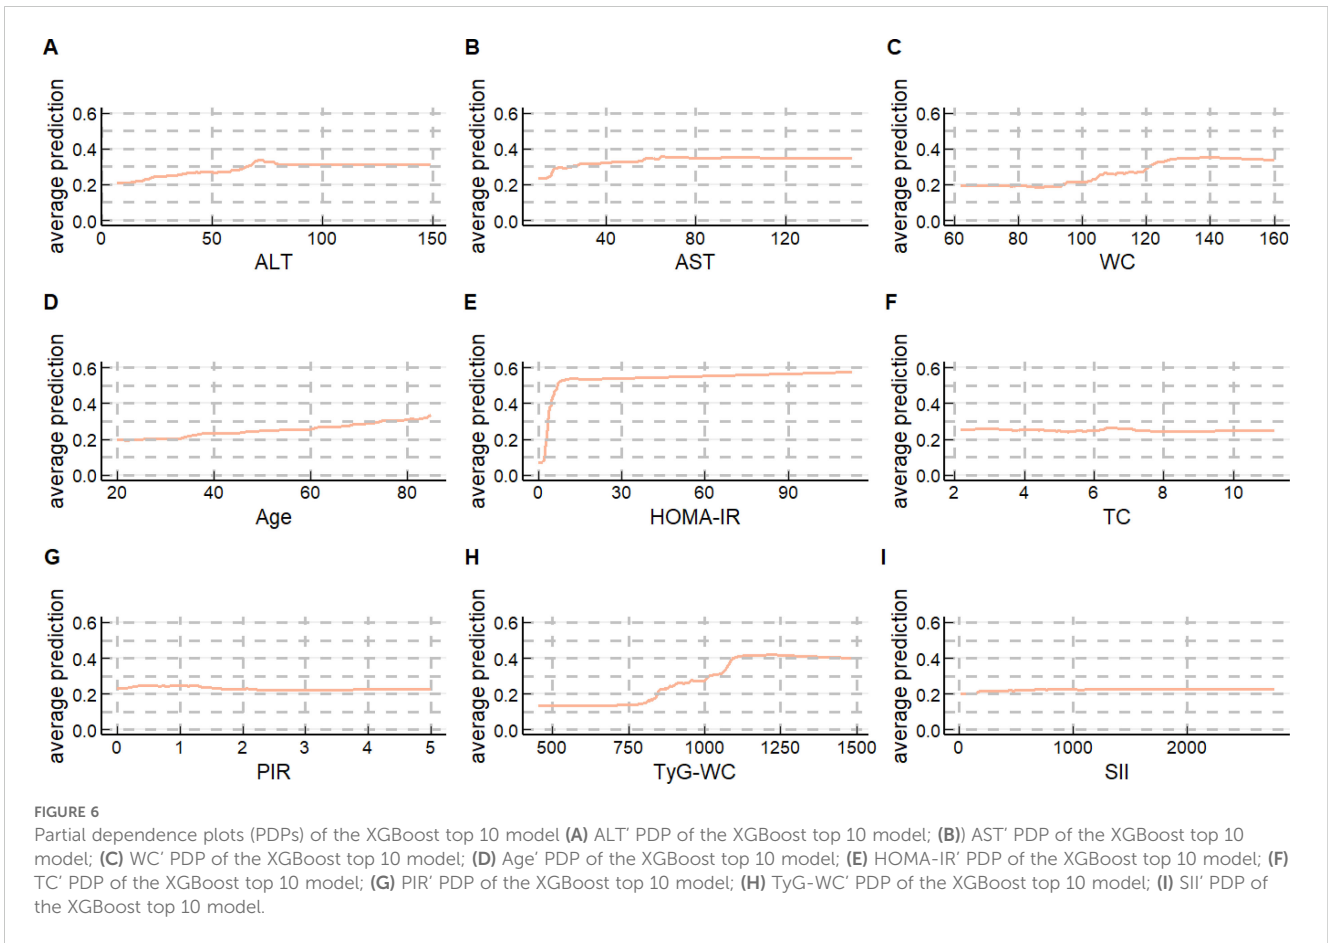 A
average prediction
0.6
0.4
0.2
0.0
0 50 100 150
ALT
B
average prediction
0.6
0.4
0.2
0.0
40 80 120
AST
C
average prediction
0.6
0.4
0.2
0.0
60 80 100 120 140 160
WC
D
average prediction
0.6
0.4
0.2
0.0
20 40 60 80
Age
E
average prediction
0.6
0.4
0.2
0.0
0 30 60 90
HOMA-IR
F
average prediction
0.6
0.4
0.2
0.0
2 4 6 8 10
TC
G
average prediction
0.6
0.4
0.2
0.0
0 1 2 3 4 5
PIR
H
average prediction
0.6
0.4
0.2
0.0
500 750 1000 1250 1500
TyG-WC
I
average prediction
0.6
0.4
0.2
0.0
0 1000 2000
SII
FIGURE 6
Partial dependence plots (PDPs) of the XGBoost top 10 model (A) ALT’ PDP of the XGBoost top 10 model; (B)) AST’ PDP of the XGBoost top 10
model; (C) WC’ PDP of the XGBoost top 10 model; (D) Age’ PDP of the XGBoost top 10 model; (E) HOMA-IR’ PDP of the XGBoost top 10 model; (F)
TC’ PDP of the XGBoost top 10 model; (G) PIR’ PDP of the XGBoost top 10 model; (H) TyG-WC’ PDP of the XGBoost top 10 model; (I) SII’ PDP of
the XGBoost top 10 model.